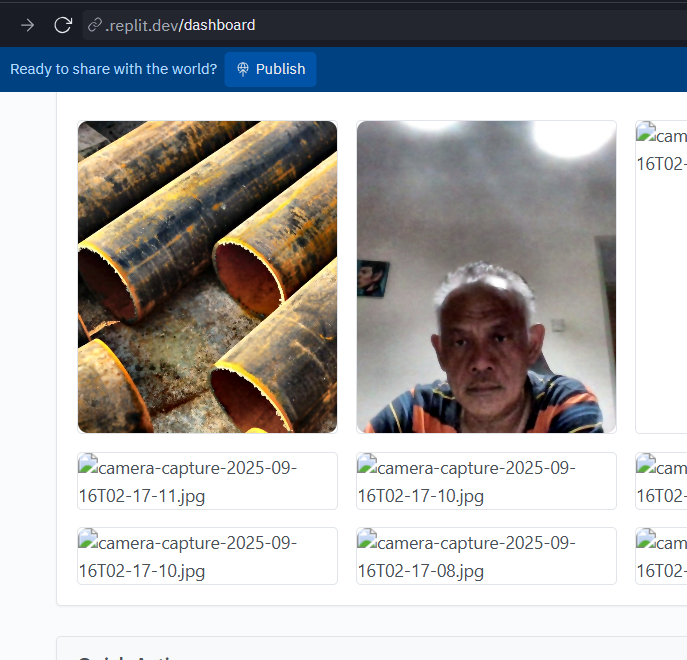 .replit.dev/dashboard
Ready to share with the world? Publish
cam
16T02-
camera-capture-2025-09-
16T02-17-11.jpg
camera-capture-2025-09-
16T02-17-10.jpg
cam
16T02-
camera-capture-2025-09-
16T02-17-10.jpg
camera-capture-2025-09-
16T02-17-08.jpg
cam
16T02-